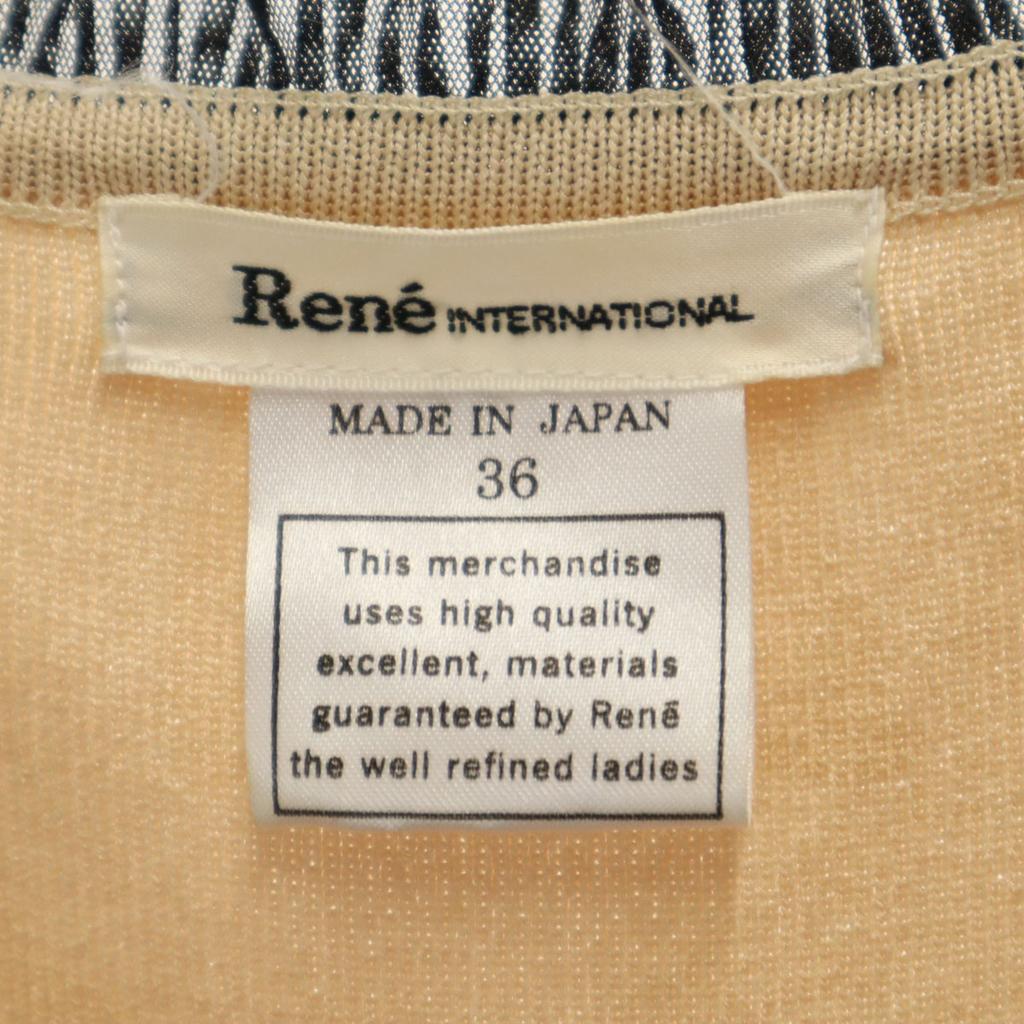 René INTERNATIONAL
MADE IN JAPAN
36
This merchandise
uses high quality
excellent, materials
guaranteed by René
the well refined ladies